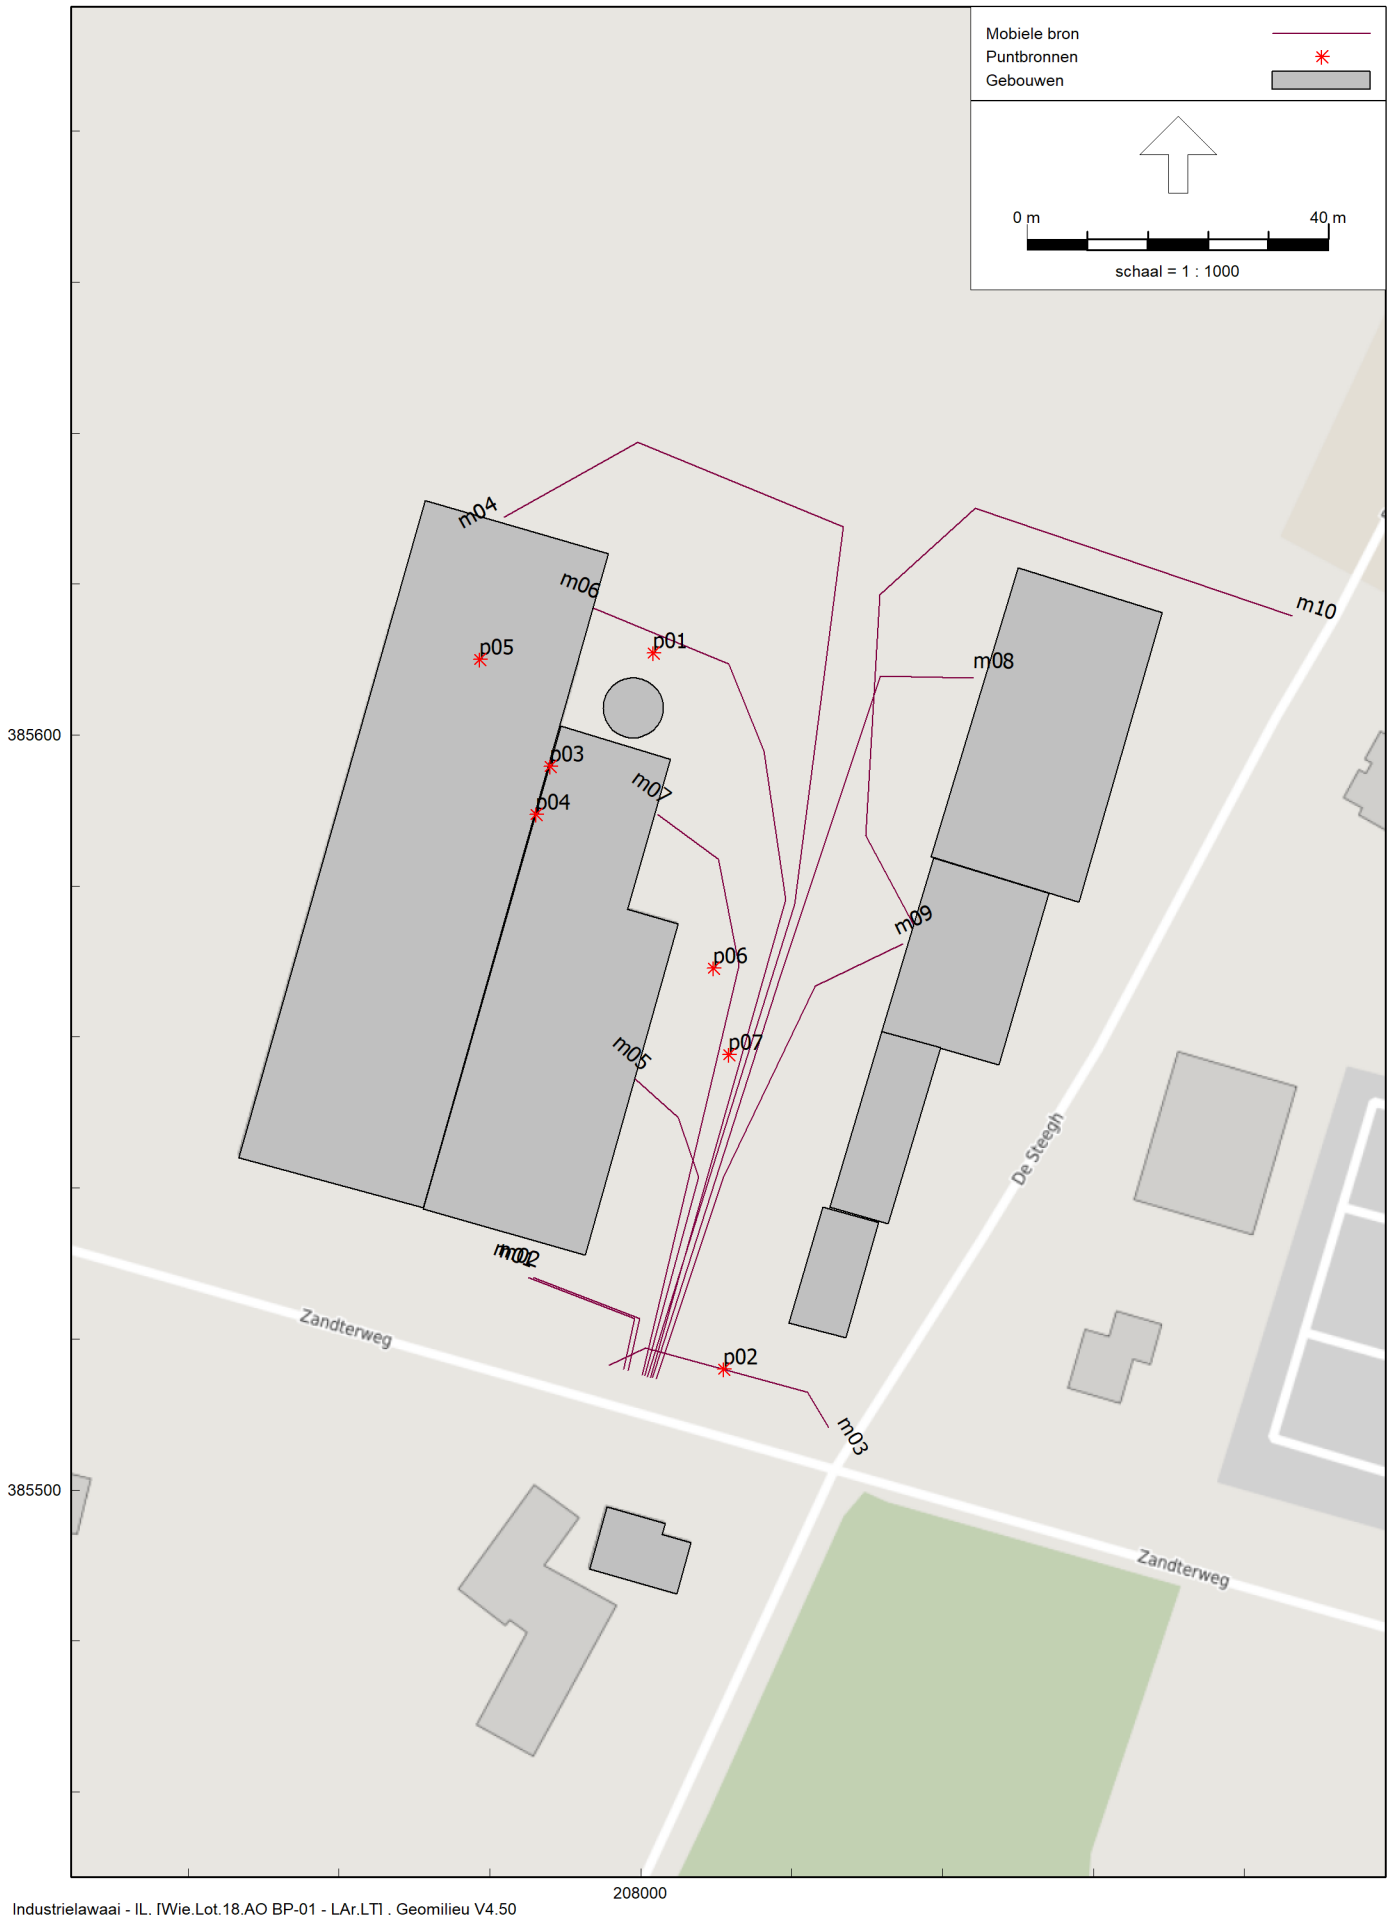 Mobiele bron
Puntbronnen
Gebouwen
0 m 40 m
schaal = 1 : 1000
m04
m06
m10
p05
p01
m08
385600
p03
m07
p04
m09
p06
m05
p07
De Steegh
m01
m02
Zandterweg
p02
m03
385500
Zandterweg
208000
Industrielawaai - IL, [Wie.Lot.18.AO BP-01 - LAr,LT] , Geomilieu V4.50